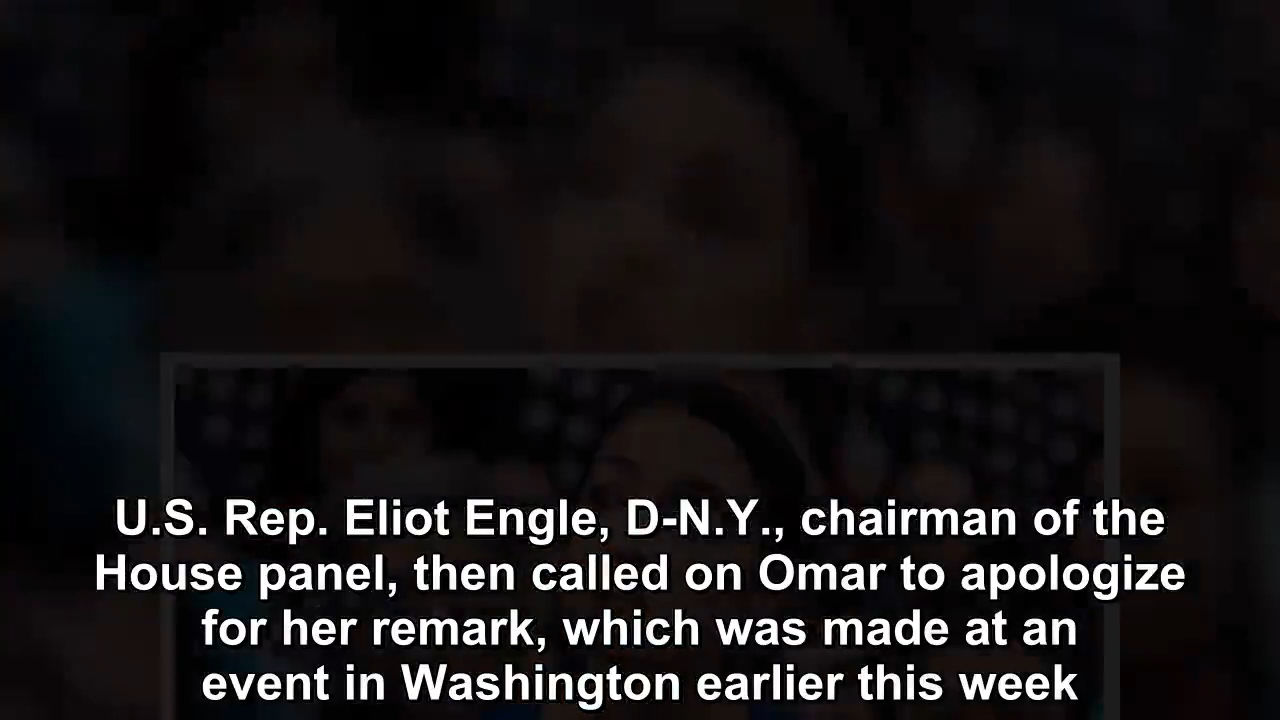 U.S. Rep. Eliot Engle, D-N.Y., chairman of the
House panel, then called on Omar to apologize
for her remark, which was made at an
event in Washington earlier this week